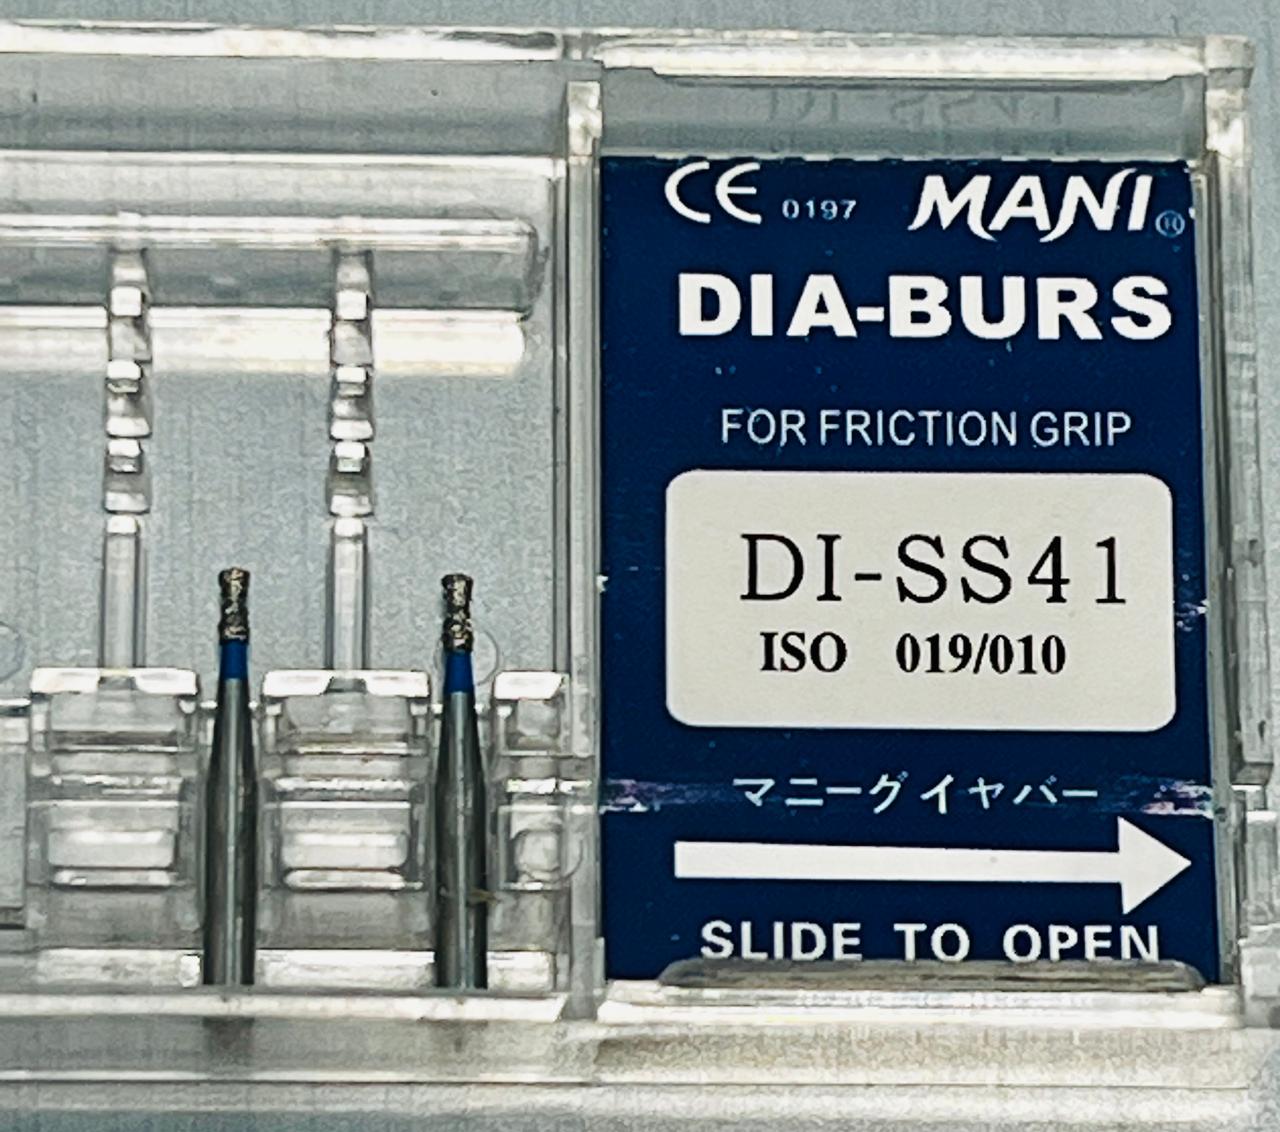 CE 0197 MANI®
DIA-BURS
FOR FRICTION GRIP
DI-SS41
ISO 019/010
マニーグイヤバー
SLIDE TO OPEN